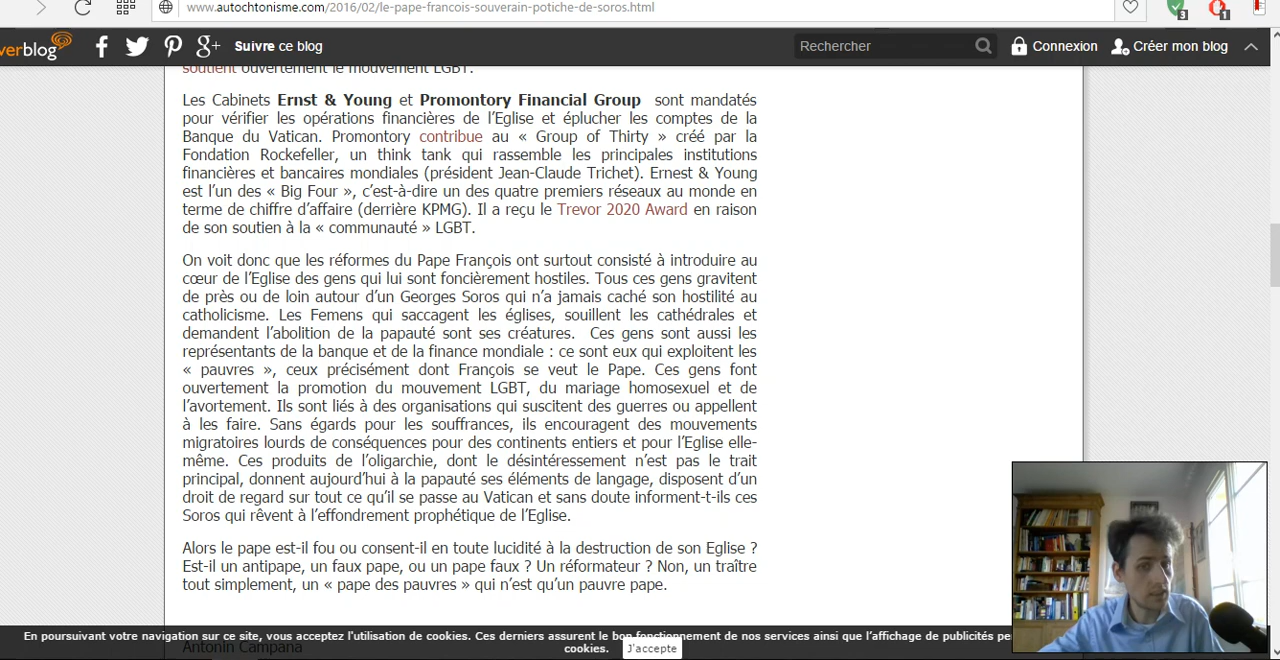 www.autochtonisme.com/2016/02/le-pape-francois-souverain-potiche-de-soros.html
3
1
verblog
Suivre ce blog
Rechercher
Connexion
Créer mon blog
soutient ouvertement le mouvement LGBT.
Les Cabinets Ernst & Young et Promontory Financial Group sont mandatés
pour vérifier les opérations financières de l’Eglise et éplucher les comptes de la
Banque du Vatican. Promontory contribue au « Group of Thirty » créé par la
Fondation Rockefeller, un think tank qui rassemble les principales institutions
financières et bancaires mondiales (président Jean-Claude Trichet). Ernest & Young
est l’un des « Big Four », c’est-à-dire un des quatre premiers réseaux au monde en
terme de chiffre d’affaire (derrière KPMG). Il a reçu le Trevor 2020 Award en raison
de son soutien à la « communauté » LGBT.
On voit donc que les réformes du Pape François ont surtout consisté à introduire au
cœur de l’Eglise des gens qui lui sont foncièrement hostiles. Tous ces gens gravitent
de près ou de loin autour d’un Georges Soros qui n’a jamais caché son hostilité au
catholicisme. Les Femens qui saccagent les églises, souillent les cathédrales et
demandent l’abolition de la papauté sont ses créatures. Ces gens sont aussi les
représentants de la banque et de la finance mondiale : ce sont eux qui exploitent les
« pauvres », ceux précisément dont François se veut le Pape. Ces gens font
ouvertement la promotion du mouvement LGBT, du mariage homosexuel et de
l’avortement. Ils sont liés à des organisations qui suscitent des guerres ou appellent
à les faire. Sans égards pour les souffrances, ils encouragent des mouvements
migratoires lourds de conséquences pour des continents entiers et pour l’Eglise elle-
même. Ces produits de l’oligarchie, dont le désintéressement n’est pas le trait
principal, donnent aujourd’hui à la papauté ses éléments de langage, disposent d’un
droit de regard sur tout ce qu’il se passe au Vatican et sans doute informent-t-ils ces
Soros qui rêvent à l’effondrement prophétique de l’Eglise.
Alors le pape est-il fou ou consent-il en toute lucidité à la destruction de son Eglise ?
Est-il un antipape, un faux pape, ou un pape faux ? Un réformateur ? Non, un traître
tout simplement, un « pape des pauvres » qui n’est qu’un pauvre pape.
En poursuivant votre navigation sur ce site, vous acceptez l'utilisation de cookies. Ces derniers assurent le bon fonctionnement de nos services ainsi que l’affichage de publicités pe
cookies.
J'accepte
Antonin Campana